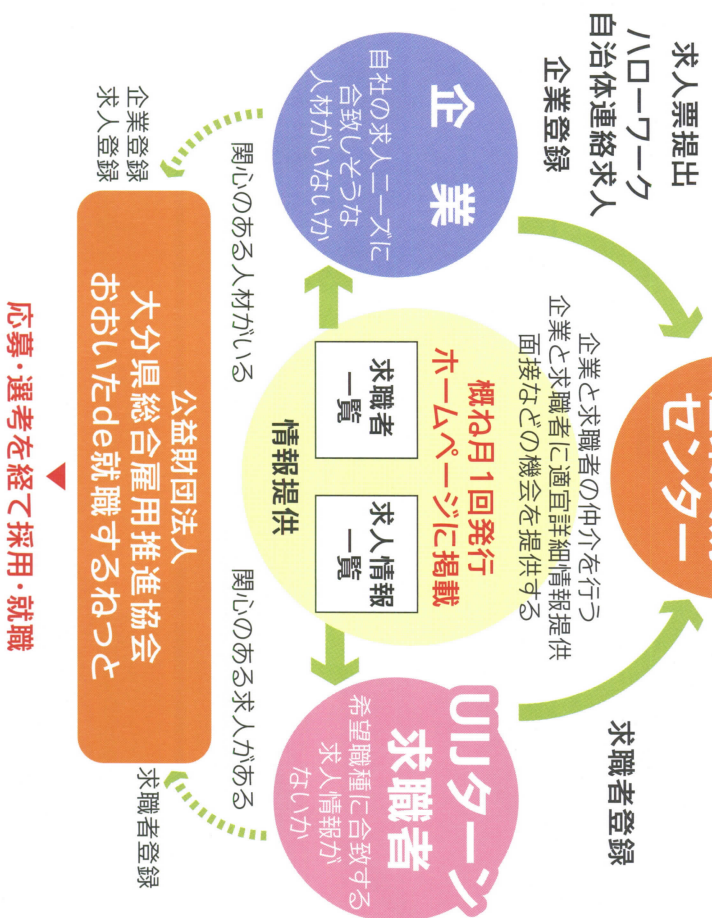 センター
求人票提出
ハローワーク
自治体連絡求人
企業登録
求職者登録
企業と求職者の仲介を行う
企業と求職者に適宜詳細情報提供
面接などの機会を提供する
企業
自社の求人ニーズに
合致しそうな
人材がいないか
概ね月1回発行
ホームページに掲載
求職者
一覧
求人情報
一覧
情報提供
UIJターン
求職者
希望職種に合致する
求人情報が
ないか
関心のある人材がいる
関心のある求人がある
企業登録
求人登録
求職者登録
公益財団法人
大分県総合雇用推進協会
おおいたde就職するねっと
応募・選考を経て採用・就職